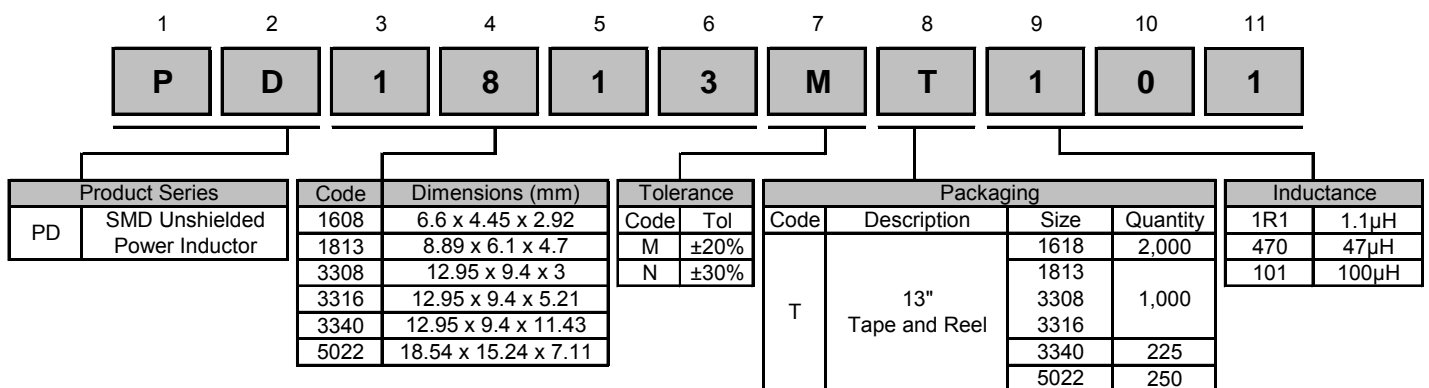 1 2 3 4 5 6 7 8 9 10 11
P D 1 8 1 3 M T 1 0 1
Product Series
PD SMD Unshielded
Power Inductor
Code Dimensions (mm)
1608 6.6 x 4.45 x 2.92
1813 8.89 x 6.1 x 4.7
3308 12.95 x 9.4 x 3
3316 12.95 x 9.4 x 5.21
3340 12.95 x 9.4 x 11.43
5022 18.54 x 15.24 x 7.11
Tolerance
Code Tol
M ±20%
N ±30%
Packaging
Code Description Size Quantity
T 13"
Tape and Reel
1618 2,000
1813
3308 1,000
3316
3340 225
5022 250
Inductance
1R1 1.1µH
470 47µH
101 100µH